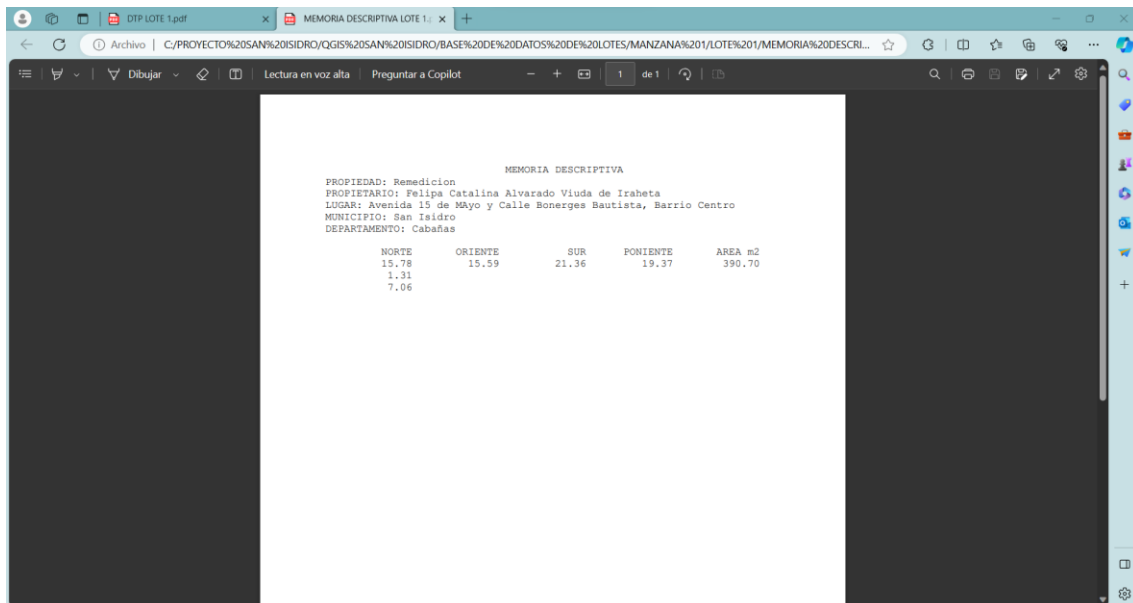 DTP LOTE 1.pdf
MEMORIA DESCRIPTIVA LOTE 1.p
Archivo C:/PROYECTO%20SAN%20ISIDRO/QGIS%20SAN%20ISIDRO/BASE%20DE%20DATOS%20DE%20LOTES/MANZANA%201/LOTE%201/MEMORIA%20DESCRI...
Dibujar Lectura en voz alta Preguntar a Copilot 1 de 1
MEMORIA DESCRIPTIVA
PROPIEDAD: Remedicion
PROPIETARIO: Felipa Catalina Alvarado Viuda de Iraheta
LUGAR: Avenida 15 de MAyo y Calle Bonerges Bautista, Barrio Centro
MUNICIPIO: San Isidro
DEPARTAMENTO: Cabañas
NORTE ORIENTE SUR PONIENTE AREA m2
15.78 15.59 21.36 19.37 390.70
1.31
7.06